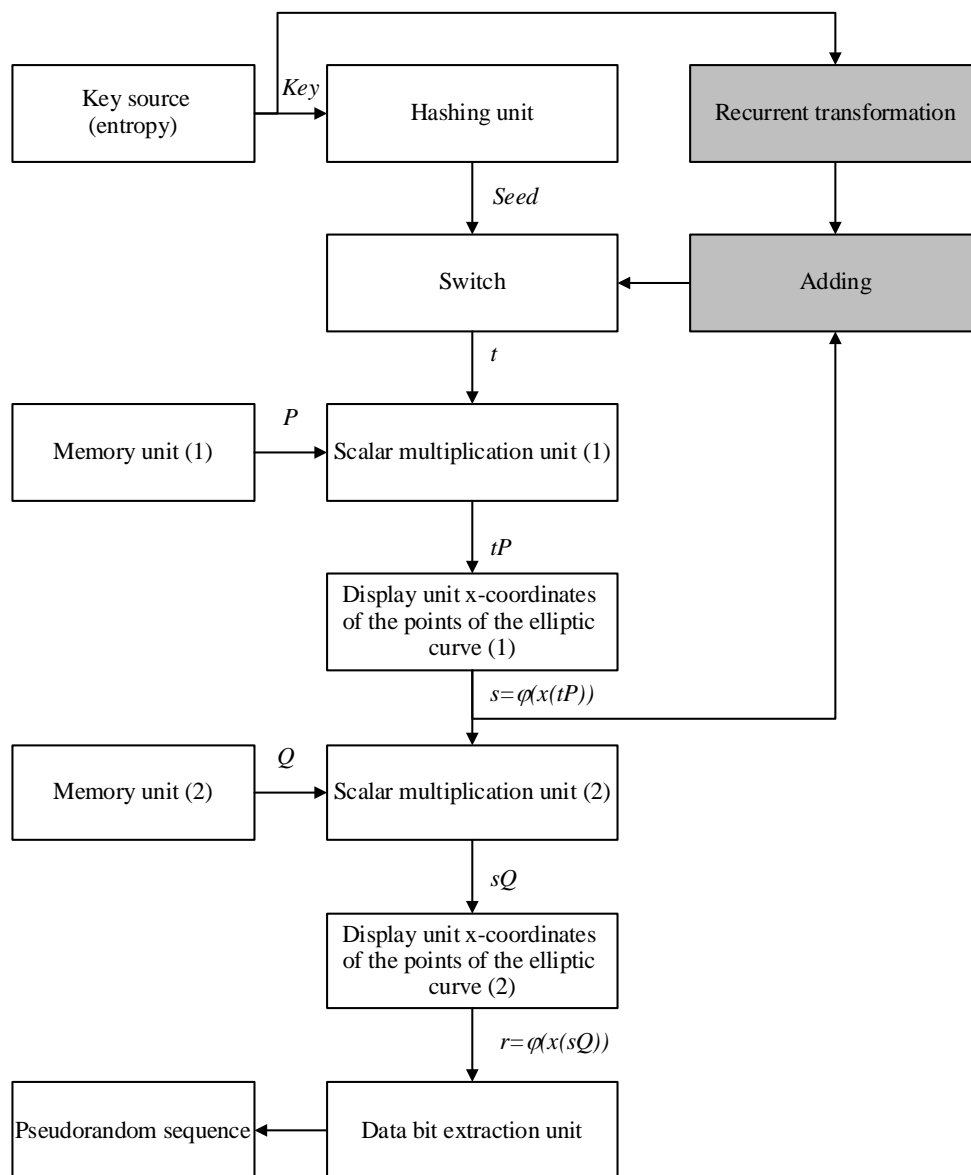 Key source
(entropy)
Key
Hashing unit
Recurrent transformation
Seed
Switch
Adding
t
Memory unit (1)
P
Scalar multiplication unit (1)
tP
Display unit x-coordinates
of the points of the elliptic
curve (1)
s=φ(x(tP))
Memory unit (2)
Q
Scalar multiplication unit (2)
sQ
Display unit x-coordinates
of the points of the elliptic
curve (2)
r=φ(x(sQ))
Pseudorandom sequence
Data bit extraction unit